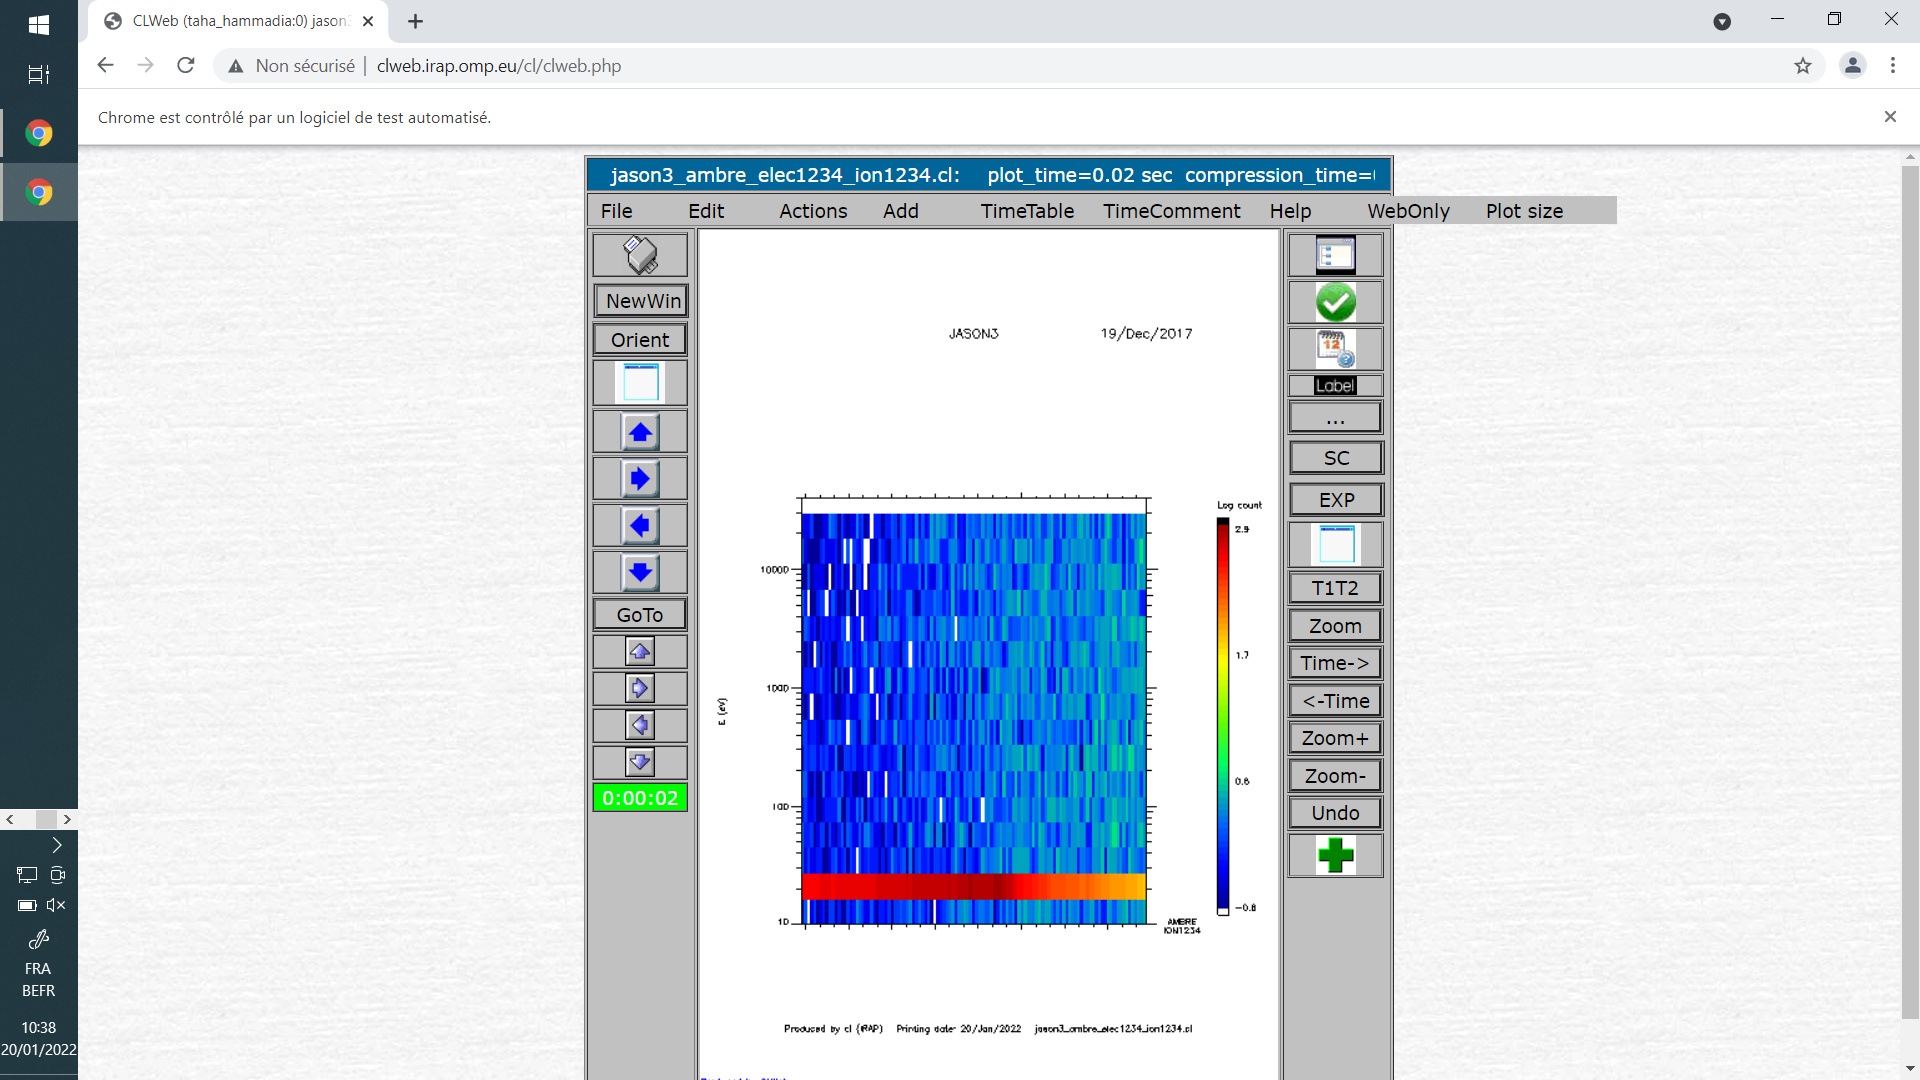 CLWeb (taha_hammadia:0) jason3
Non sécurisé | clweb.irap.omp.eu/cl/clweb.php
Chrome est contrôlé par un logiciel de test automatisé.
jason3_ambre_elec1234_ion1234.cl: plot_time=0.02 sec compression_time=
File Edit Actions Add TimeTable TimeComment Help WebOnly Plot size
NewWin
Orient
GoTo
0:00:02
JASON3 19/Dec/2017
Log count
2.9
1.7
0.6
-0.8
10000
1000
100
10
E (eV)
AMBRE
ION1234
Produced by cl (IRAP) Printing date: 20/Jan/2022 jason3_ambre_elec1234_ion1234.cl
12
Label
...
SC
EXP
T1T2
Zoom
Time->
<-Time
Zoom+
Zoom-
Undo
FRA
BEFR
10:38
20/01/2022